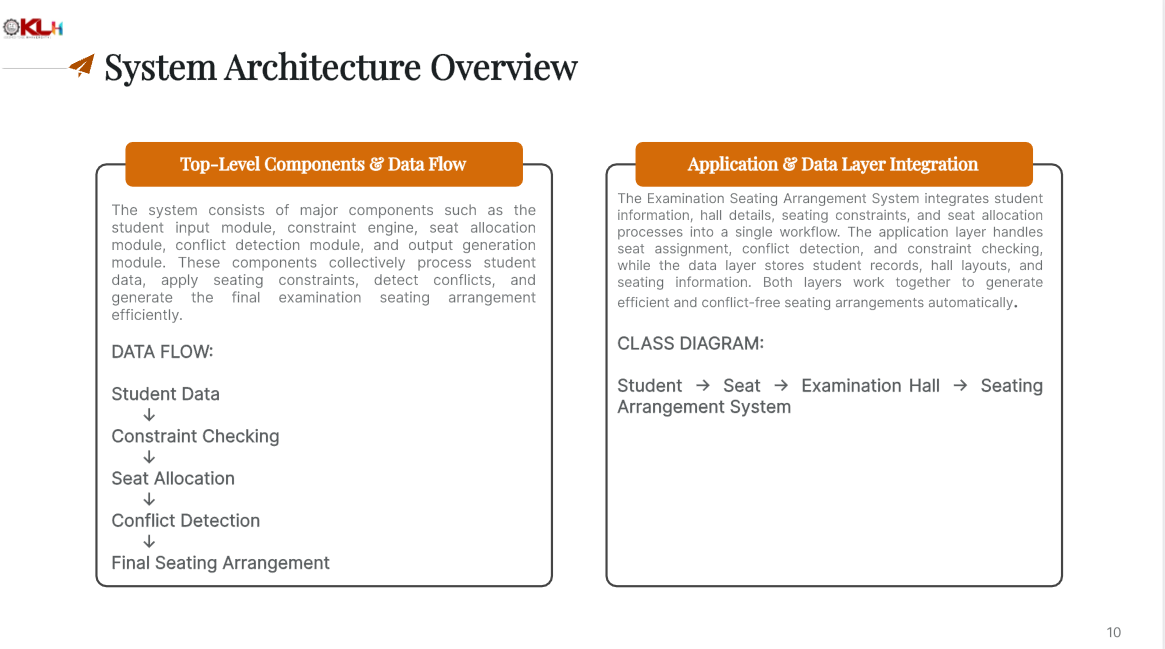 KLH
System Architecture Overview
Top-Level Components & Data Flow
The system consists of major components such as the
student input module, constraint engine, seat allocation
module, conflict detection module, and output generation
module. These components collectively process student
data, apply seating constraints, detect conflicts, and
generate the final examination seating arrangement
efficiently.
DATA FLOW:
Student Data
↓
Constraint Checking
↓
Seat Allocation
↓
Conflict Detection
↓
Final Seating Arrangement
Application & Data Layer Integration
The Examination Seating Arrangement System integrates student
information, hall details, seating constraints, and seat allocation
processes into a single workflow. The application layer handles
seat assignment, conflict detection, and constraint checking,
while the data layer stores student records, hall layouts, and
seating information. Both layers work together to generate
efficient and conflict-free seating arrangements automatically.
CLASS DIAGRAM:
Student → Seat → Examination Hall → Seating
Arrangement System
10